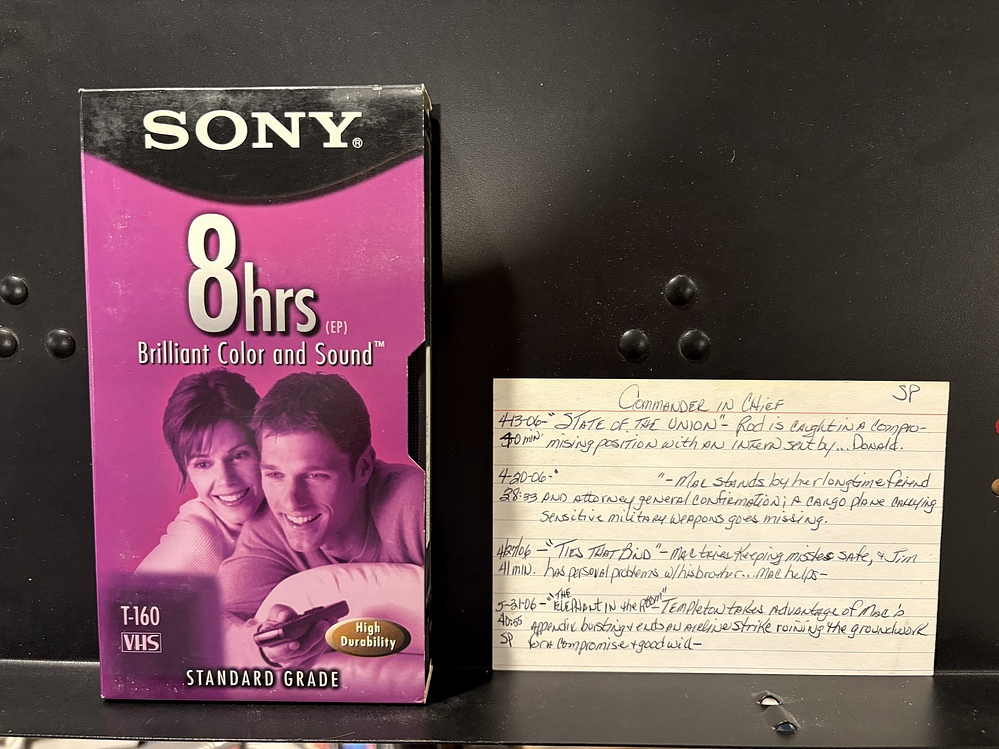 SONY®
8hrs (EP)
Brilliant Color and Sound™
T-160
VHS
High
Durability
STANDARD GRADE
SP
COMMANDER IN CHIEF
4-13-06-"STATE OF THE UNION"- Rod is caught in a compro-
40 min. mising position with an intern sent by... Donald.
4-20-06-" "-Mac stands by her longtime friend
38:33 and attorney general confirmation; a cargo plane carrying
sensitive military weapons goes missing.
4/27/06-"TIES THAT BIND"-Mac tries keeping missles safe, & Jim
41 min. has personal problems w/his brother... Mac helps-
5-31-06-"THE ELEPHANT IN the Room"-Templeton takes advantage of Mac's
40:55 appendix bursting & ends an airline strike ruining the groundwork
SP for a compromise & good will-